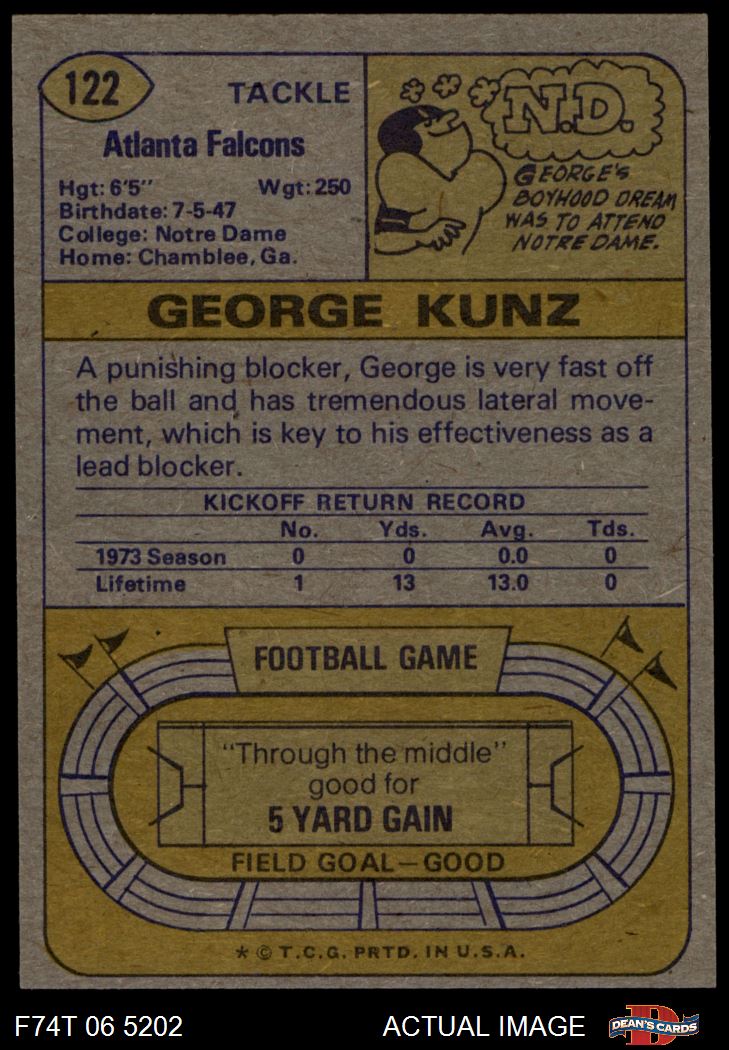 122
TACKLE
Atlanta Falcons
Hgt: 6'5" Wgt: 250
Birthdate: 7-5-47
College: Notre Dame
Home: Chamblee, Ga.
N.D.
GEORGE'S
BOYHOOD DREAM
WAS TO ATTEND
NOTRE DAME.
GEORGE KUNZ
A punishing blocker, George is very fast off
the ball and has tremendous lateral move-
ment, which is key to his effectiveness as a
lead blocker.
KICKOFF RETURN RECORD
No. Yds. Avg. Tds.
1973 Season 0 0 0.0 0
Lifetime 1 13 13.0 0
FOOTBALL GAME
"Through the middle"
good for
5 YARD GAIN
FIELD GOAL—GOOD
* © T.C.G. PRTD. IN U.S.A.
F74T 06 5202 ACTUAL IMAGE D DEAN'S CARDS